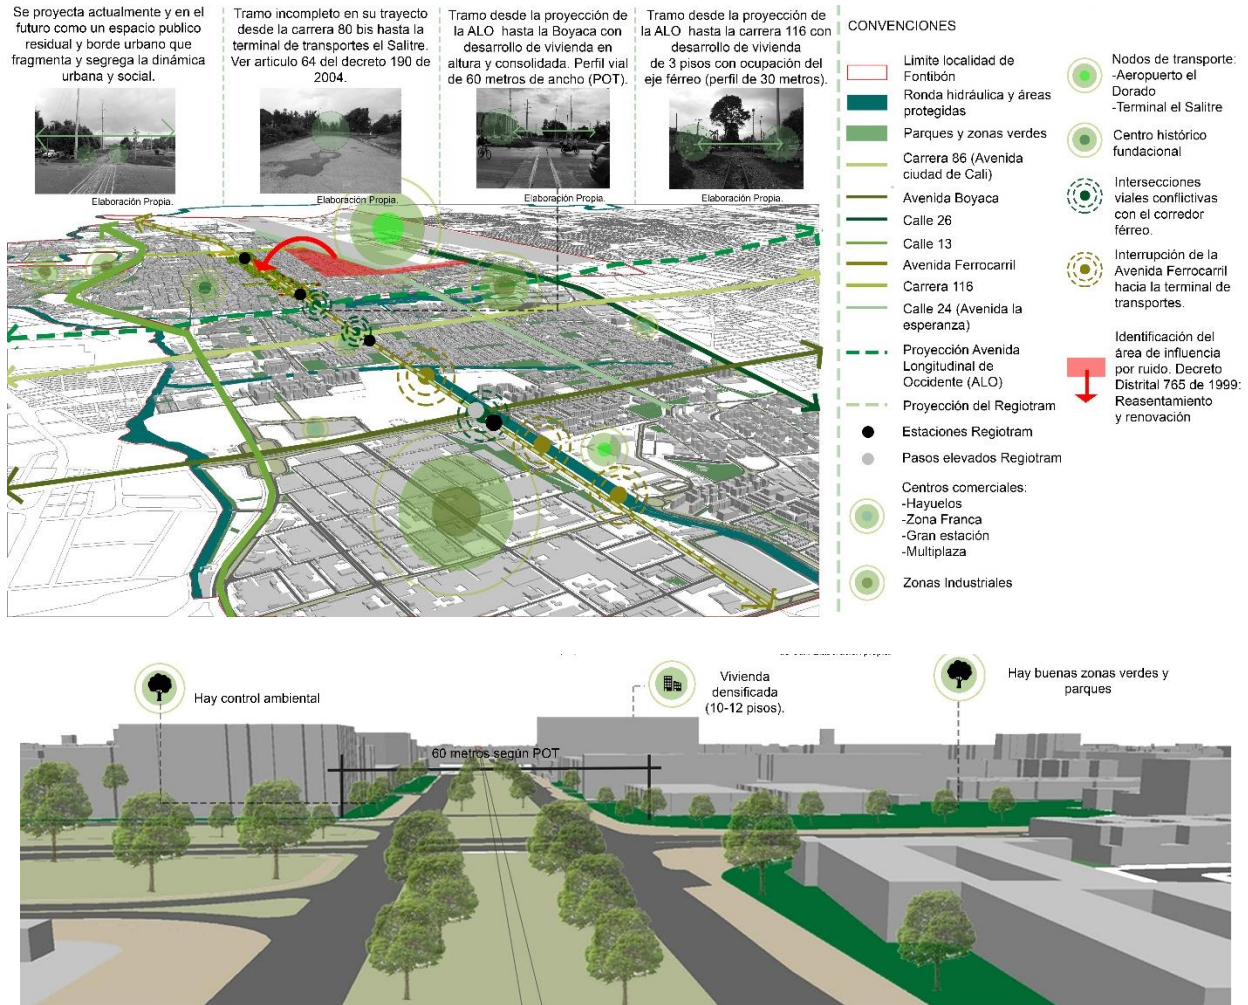 Se proyecta actualmente y en el
futuro como un espacio publico
residual y borde urbano que
fragmenta y segrega la dinámica
urbana y social.
Tramo incompleto en su trayecto
desde la carrera 80 bis hasta la
terminal de transportes el Salitre.
Ver articulo 64 del decreto 190 de
2004.
Elaboración Propia.
Tramo desde la proyección de
la ALO hasta la Boyaca con
desarrollo de vivienda en
altura y consolidada. Perfil vial
de 60 metros de ancho (POT).
Elaboración Propia.
Tramo desde la proyección de
la ALO hasta la carrera 116 con
desarrollo de vivienda
de 3 pisos con ocupación del
eje férreo (perfil de 30 metros).
Elaboración Propia.
Elaboración Propia.
CONVENCIONES
Limite localidad de
Fontibón
Ronda hidráulica y áreas
protegidas
Parques y zonas verdes
Carrera 86 (Avenida
ciudad de Cali)
Avenida Boyaca
Calle 26
Calle 13
Avenida Ferrocarril
Carrera 116
Calle 24 (Avenida la
esperanza)
Proyección Avenida
Longitudinal de
Occidente (ALO)
Proyección del Regiotram
Estaciones Regiotram
Pasos elevados Regiotram
Centros comerciales:
-Hayuelos
-Zona Franca
-Gran estación
-Multiplaza
Zonas Industriales
Nodos de transporte:
-Aeropuerto el
Dorado
-Terminal el Salitre
Centro histórico
fundacional
Intersecciones
viales conflictivas
con el corredor
férreo.
Interrupción de la
Avenida Ferrocarril
hacia la terminal de
transportes.
Identificación del
área de influencia
por ruido. Decreto
Distrital 765 de 1999:
Reasentamiento
y renovación
Hay control ambiental
Vivienda
densificada
(10-12 pisos).
Hay buenas zonas verdes y
parques
60 metros según POT